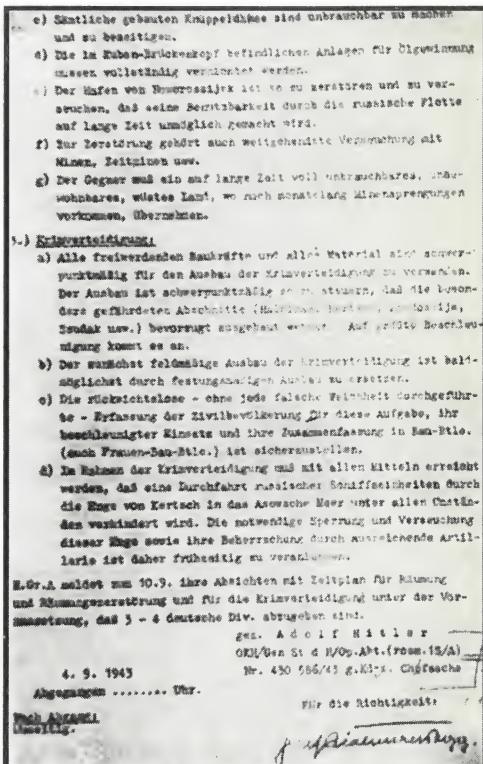 c) Sämtliche gebauten Knüppeldämme sind unbrauchbar zu machen
und zu beseitigen.
d) Die im Kuban-Brückenkopf befindlichen Anlagen für Ölgewinnung
müssen vollständig vernichtet werden.
e) Der Hafen von Noworossijsk ist so zu zerstören und zu ver-
seuchen, daß seine Benutzbarkeit durch die russische Flotte
auf lange Zeit unmöglich gemacht wird.
f) Zur Zerstörung gehört auch weitgehendste Verseuchung mit
Minen, Zeitminen usw.
g) Der Gegner muß ein auf lange Zeit voll unbrauchbares, unbe-
wohnbares, wüstes Land, wo noch monatelang Minensprengungen
vorkommen, übernehmen.
3.) Krimverteidigung:
a) Alle freiwerdenden Baukräfte und alles Material sind schwer-
punktmäßig für den Ausbau der Krimverteidigung zu verwenden.
Der Ausbau ist schwerpunktmäßig so zu steuern, daß die beson-
ders gefährdeten Abschnitte (Feodosija,
Ssudak usw.) bevorzugt ausgebaut werden. Auf größte Beschleu-
nigung kommt es an.
b) Der zunächst feldmäßige Ausbau der Krimverteidigung ist bald-
möglichst durch festungsmäßigen Ausbau zu ersetzen.
c) Die rücksichtslose - ohne jede falsche Weichheit durchgeführ-
te - Erfassung der Zivilbevölkerung für diese Aufgabe, ihr
beschleunigter Einsatz und ihre Zusammenfassung in Bau-Btle.
(auch Frauen-Bau-Btle.) ist sicherzustellen.
d) Im Rahmen der Krimverteidigung muß mit allen Mitteln erreicht
werden, daß eine Durchfahrt russischer Schiffseinheiten durch
die Enge von Kertsch in das Asowsche Meer unter allen Umstän-
den verhindert wird. Die notwendige Sperrung und Verseuchung
dieser Enge sowie ihre Beherrschung durch ausreichende Artil-
lerie ist daher frühzeitig zu veranlassen.
H.Gr.A meldet zum 10.9. ihre Absichten mit Zeitplan für Räumung
und Räumungszerstörung und für die Krimverteidigung unter der Vor-
aussetzung, daß 3 - 4 deutsche Div. abzugeben sind.
gez. Adolf Hitler
OKH/Gen St d H/Op.Abt.(rosm.IS/A)
Nr. 430 586/43 g.Kdos. Chefsache
4. 9. 1943
Abgegangen ........ Uhr.
Für die Richtigkeit:
Nach Abgang: